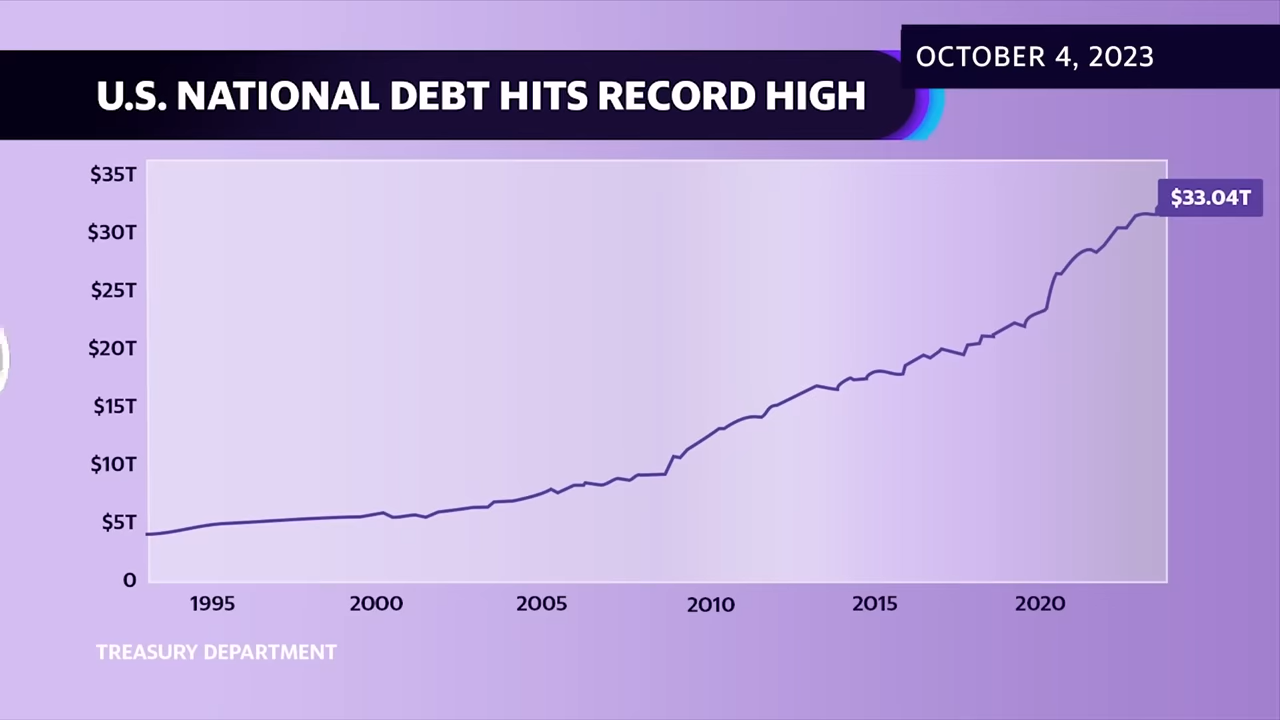 OCTOBER 4, 2023
U.S. NATIONAL DEBT HITS RECORD HIGH
$35T
$33.04T
$30T
$25T
$20T
$15T
$10T
$5T
0
1995 2000 2005 2010 2015 2020
TREASURY DEPARTMENT